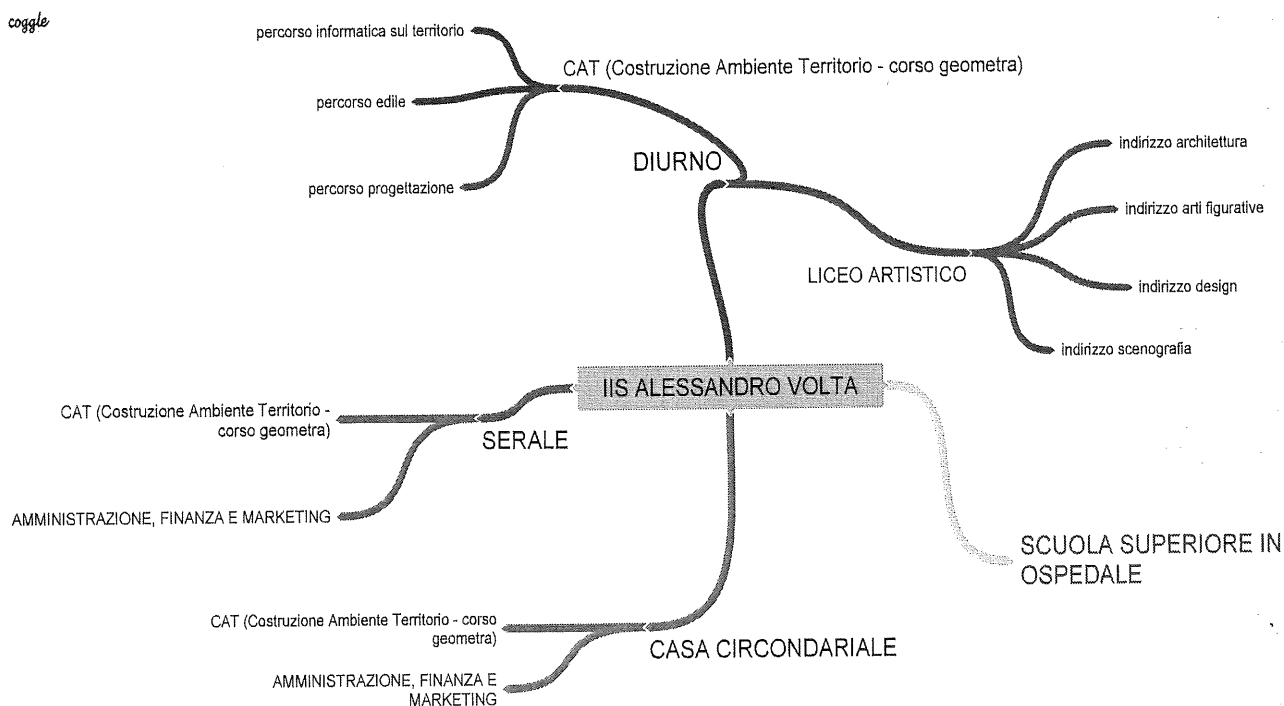 coggle
percorso informatica sul territorio
CAT (Costruzione Ambiente Territorio - corso geometra)
percorso edile
DIURNO
percorso progettazione
indirizzo architettura
indirizzo arti figurative
LICEO ARTISTICO
indirizzo design
indirizzo scenografia
IIS ALESSANDRO VOLTA
CAT (Costruzione Ambiente Territorio -
corso geometra)
SERALE
AMMINISTRAZIONE, FINANZA E MARKETING
SCUOLA SUPERIORE IN
OSPEDALE
CAT (Costruzione Ambiente Territorio - corso
geometra)
CASA CIRCONDARIALE
AMMINISTRAZIONE, FINANZA E
MARKETING